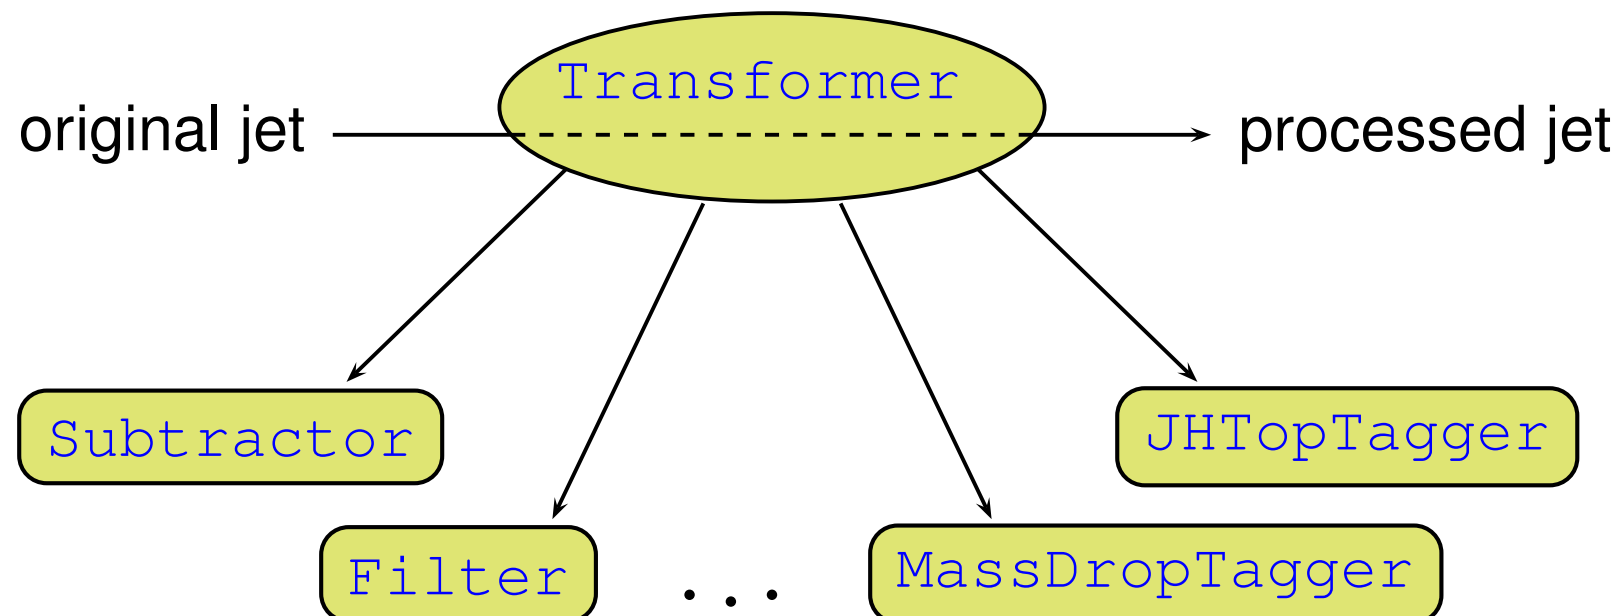 Transformer
original jet
processed jet
Subtractor
JHTopTagger
Filter
...
MassDropTagger